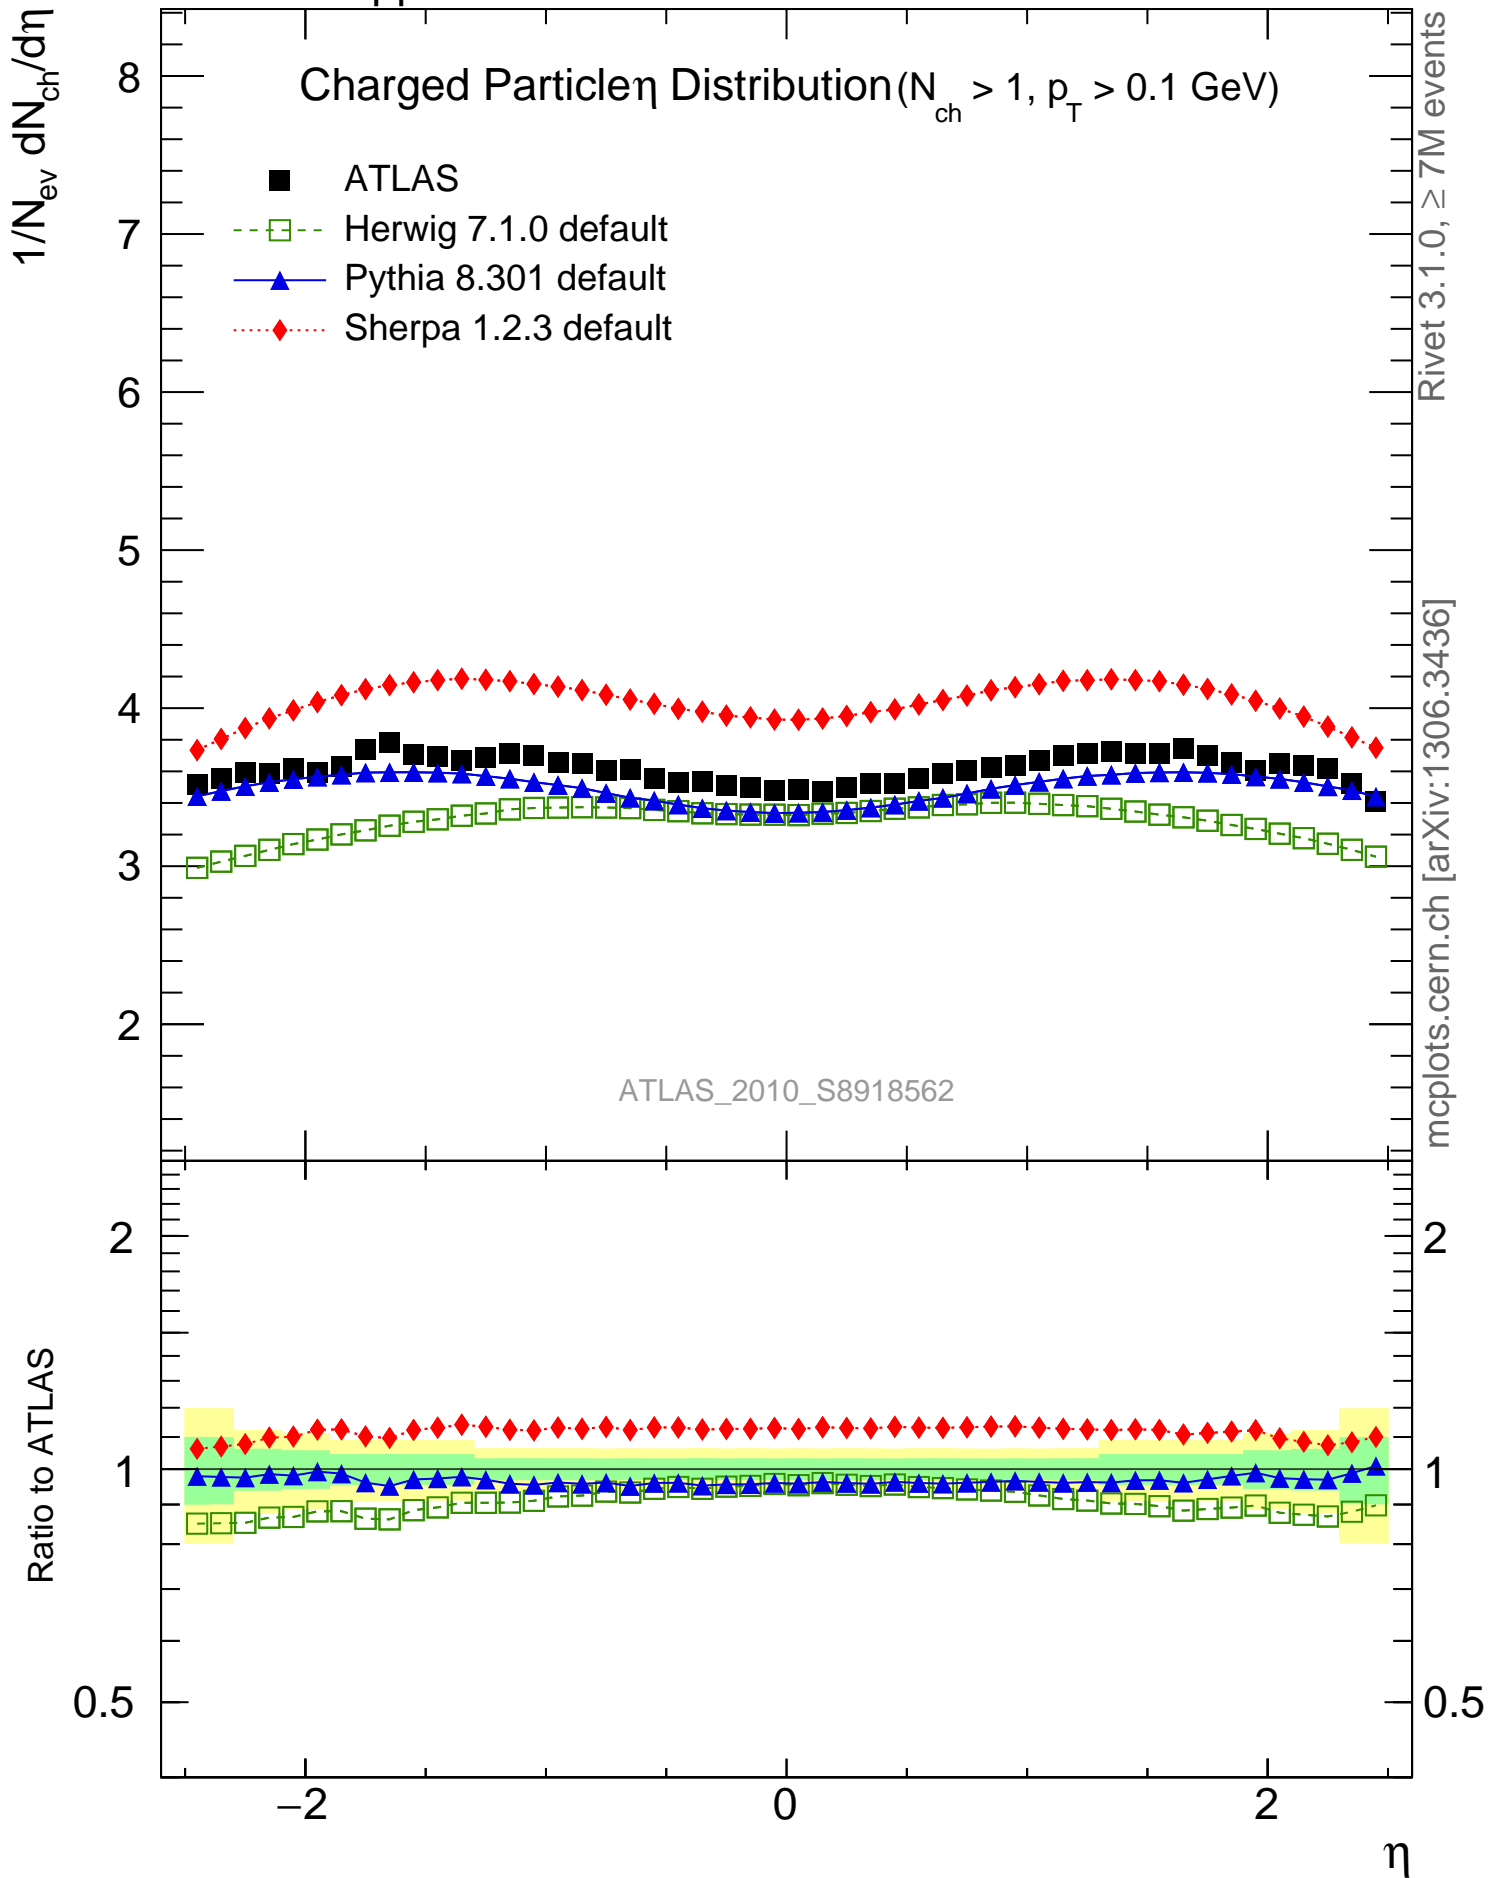 pp
1/N_ev dN_ch/dη
Charged Particleη Distribution(N_ch > 1, p_T > 0.1 GeV)
ATLAS
Herwig 7.1.0 default
Pythia 8.301 default
Sherpa 1.2.3 default
8
7
6
5
4
3
2
ATLAS_2010_S8918562
Rivet 3.1.0, ≥ 7M events
mcplots.cern.ch [arXiv:1306.3436]
Ratio to ATLAS
2
1
0.5
2
1
0.5
−2
0
2
η